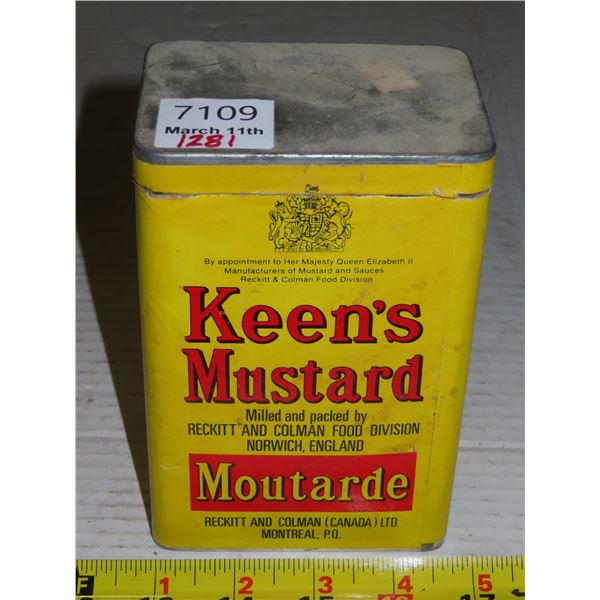 7109
March 11th
1281
By appointment to Her Majesty Queen Elizabeth II
Manufacturers of Mustard and Sauces
Reckitt & Colman Food Division
Keen's
Mustard
Milled and packed by
RECKITT AND COLMAN FOOD DIVISION
NORWICH, ENGLAND
Moutarde
RECKITT AND COLMAN (CANADA) LTD.
MONTREAL, P.Q.
F 1 2 3 4 5